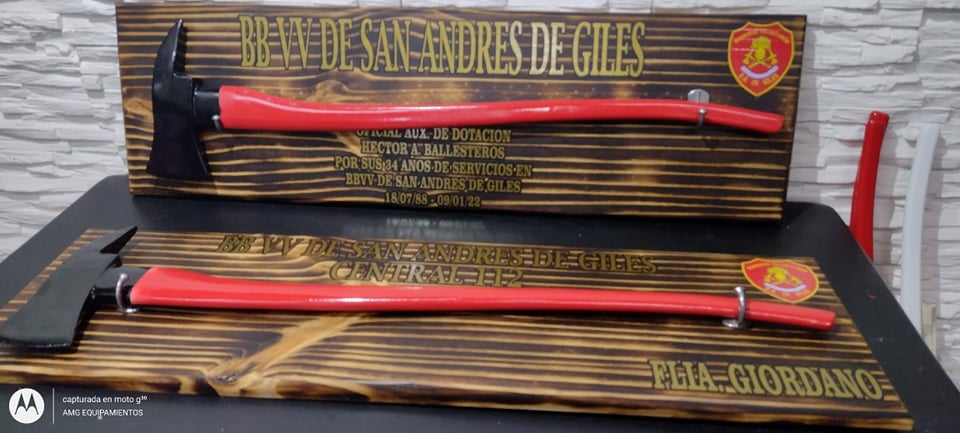 BB VV DE SAN ANDRES DE GILES
OFICIAL AUX. DE DOTACION
HECTOR A. BALLESTEROS
POR SUS 34 AÑOS DE SERVICIOS EN
BBVV DE SAN ANDRES DE GILES
18/07/88 - 09/01/22
BB VV DE SAN ANDRES DE GILES
CENTRAL 112
FLIA. GIORDANO
capturada en moto g³⁰
AMG EQUIPAMIENTOS